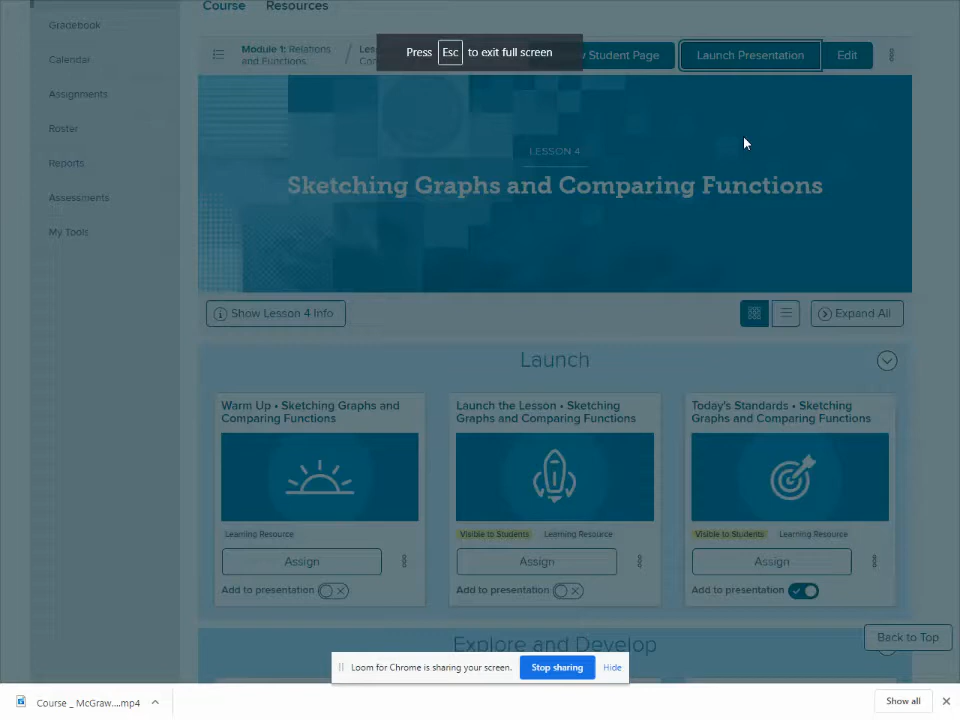 Course Resources
Gradebook
Calendar
Assignments
Roster
Reports
Assessments
My Tools
Module 1: Relations
and Functions
Press Esc to exit full screen
Student Page
Launch Presentation
Edit
LESSON 4
Sketching Graphs and Comparing Functions
Show Lesson 4 Info
Expand All
Launch
Warm Up • Sketching Graphs and
Comparing Functions
Learning Resource
Assign
Add to presentation
Launch the Lesson • Sketching
Graphs and Comparing Functions
Visible to Students Learning Resource
Assign
Add to presentation
Today's Standards • Sketching
Graphs and Comparing Functions
Visible to Students Learning Resource
Assign
Add to presentation
Back to Top
Explore and Develop
Loom for Chrome is sharing your screen. Stop sharing Hide
Course _ McGraw....mp4
Show all